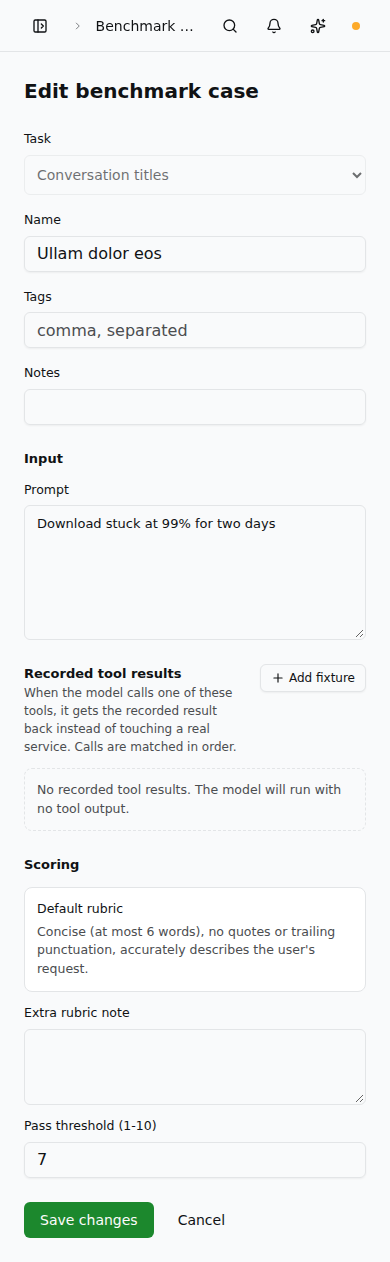 Benchmark ...
Edit benchmark case
Task
Conversation titles
Name
Ullam dolor eos
Tags
comma, separated
Notes
Input
Prompt
Download stuck at 99% for two days
Recorded tool results
Add fixture
When the model calls one of these
tools, it gets the recorded result
back instead of touching a real
service. Calls are matched in order.
No recorded tool results. The model will run with
no tool output.
Scoring
Default rubric
Concise (at most 6 words), no quotes or trailing
punctuation, accurately describes the user's
request.
Extra rubric note
Pass threshold (1-10)
7
Save changes
Cancel